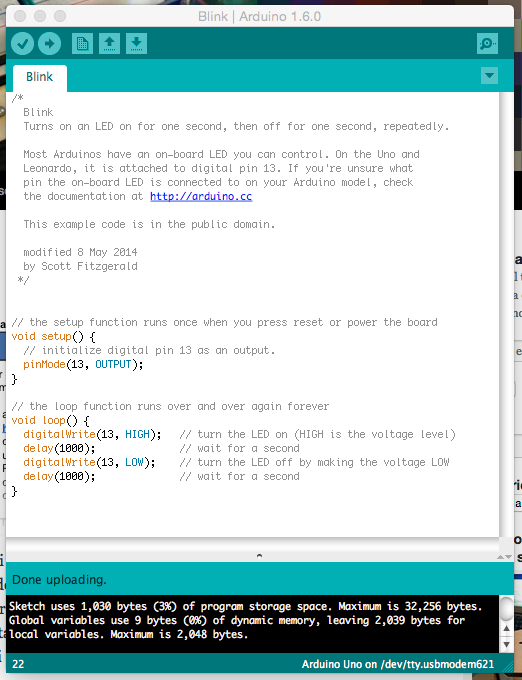 Blink | Arduino 1.6.0
Blink
/*
  Blink
  Turns on an LED on for one second, then off for one second, repeatedly.

  Most Arduinos have an on-board LED you can control. On the Uno and
  Leonardo, it is attached to digital pin 13. If you're unsure what
  pin the on-board LED is connected to on your Arduino model, check
  the documentation at http://arduino.cc

  This example code is in the public domain.

  modified 8 May 2014
  by Scott Fitzgerald
 */

// the setup function runs once when you press reset or power the board
void setup() {
  // initialize digital pin 13 as an output.
  pinMode(13, OUTPUT);
}

// the loop function runs over and over again forever
void loop() {
  digitalWrite(13, HIGH);   // turn the LED on (HIGH is the voltage level)
  delay(1000);              // wait for a second
  digitalWrite(13, LOW);    // turn the LED off by making the voltage LOW
  delay(1000);              // wait for a second
}
Done uploading.
Sketch uses 1,030 bytes (3%) of program storage space. Maximum is 32,256 bytes.
Global variables use 9 bytes (0%) of dynamic memory, leaving 2,039 bytes for
local variables. Maximum is 2,048 bytes.
22 Arduino Uno on /dev/tty.usbmodem621